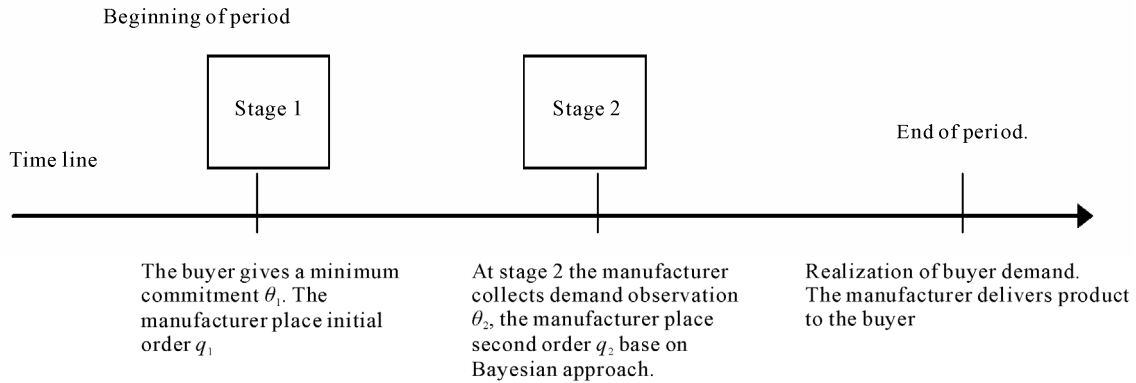 Beginning of period
Stage 1
Stage 2
End of period.
Time line
The buyer gives a minimum
commitment θ₁. The
manufacturer place initial
order q₁
At stage 2 the manufacturer
collects demand observation
θ₂, the manufacturer place
second order q₂ base on
Bayesian approach.
Realization of buyer demand.
The manufacturer delivers product
to the buyer